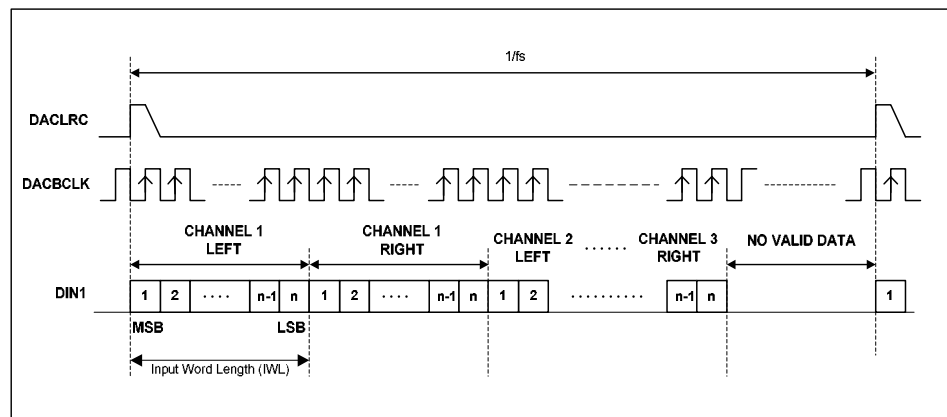 1/fs
DACLRC
DACBCLK
CHANNEL 1 LEFT
CHANNEL 1 RIGHT
CHANNEL 2 LEFT
CHANNEL 3 RIGHT
NO VALID DATA
DIN1
1 2 n-1 n 1 2 n-1 n 1 2 n-1 n 1
MSB LSB
Input Word Length (IWL)